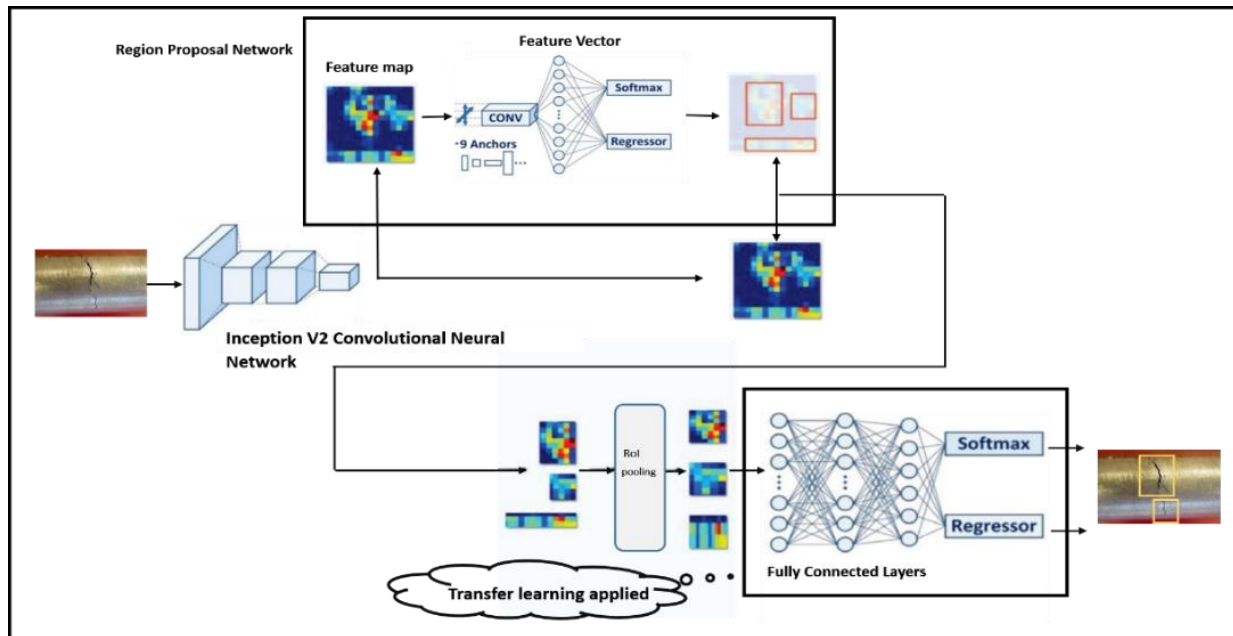 Region Proposal Network
Feature Vector
Feature map
Softmax
CONV
~9 Anchors
Regressor
Inception V2 Convolutional Neural
Network
RoI
pooling
Softmax
Regressor
Fully Connected Layers
Transfer learning applied